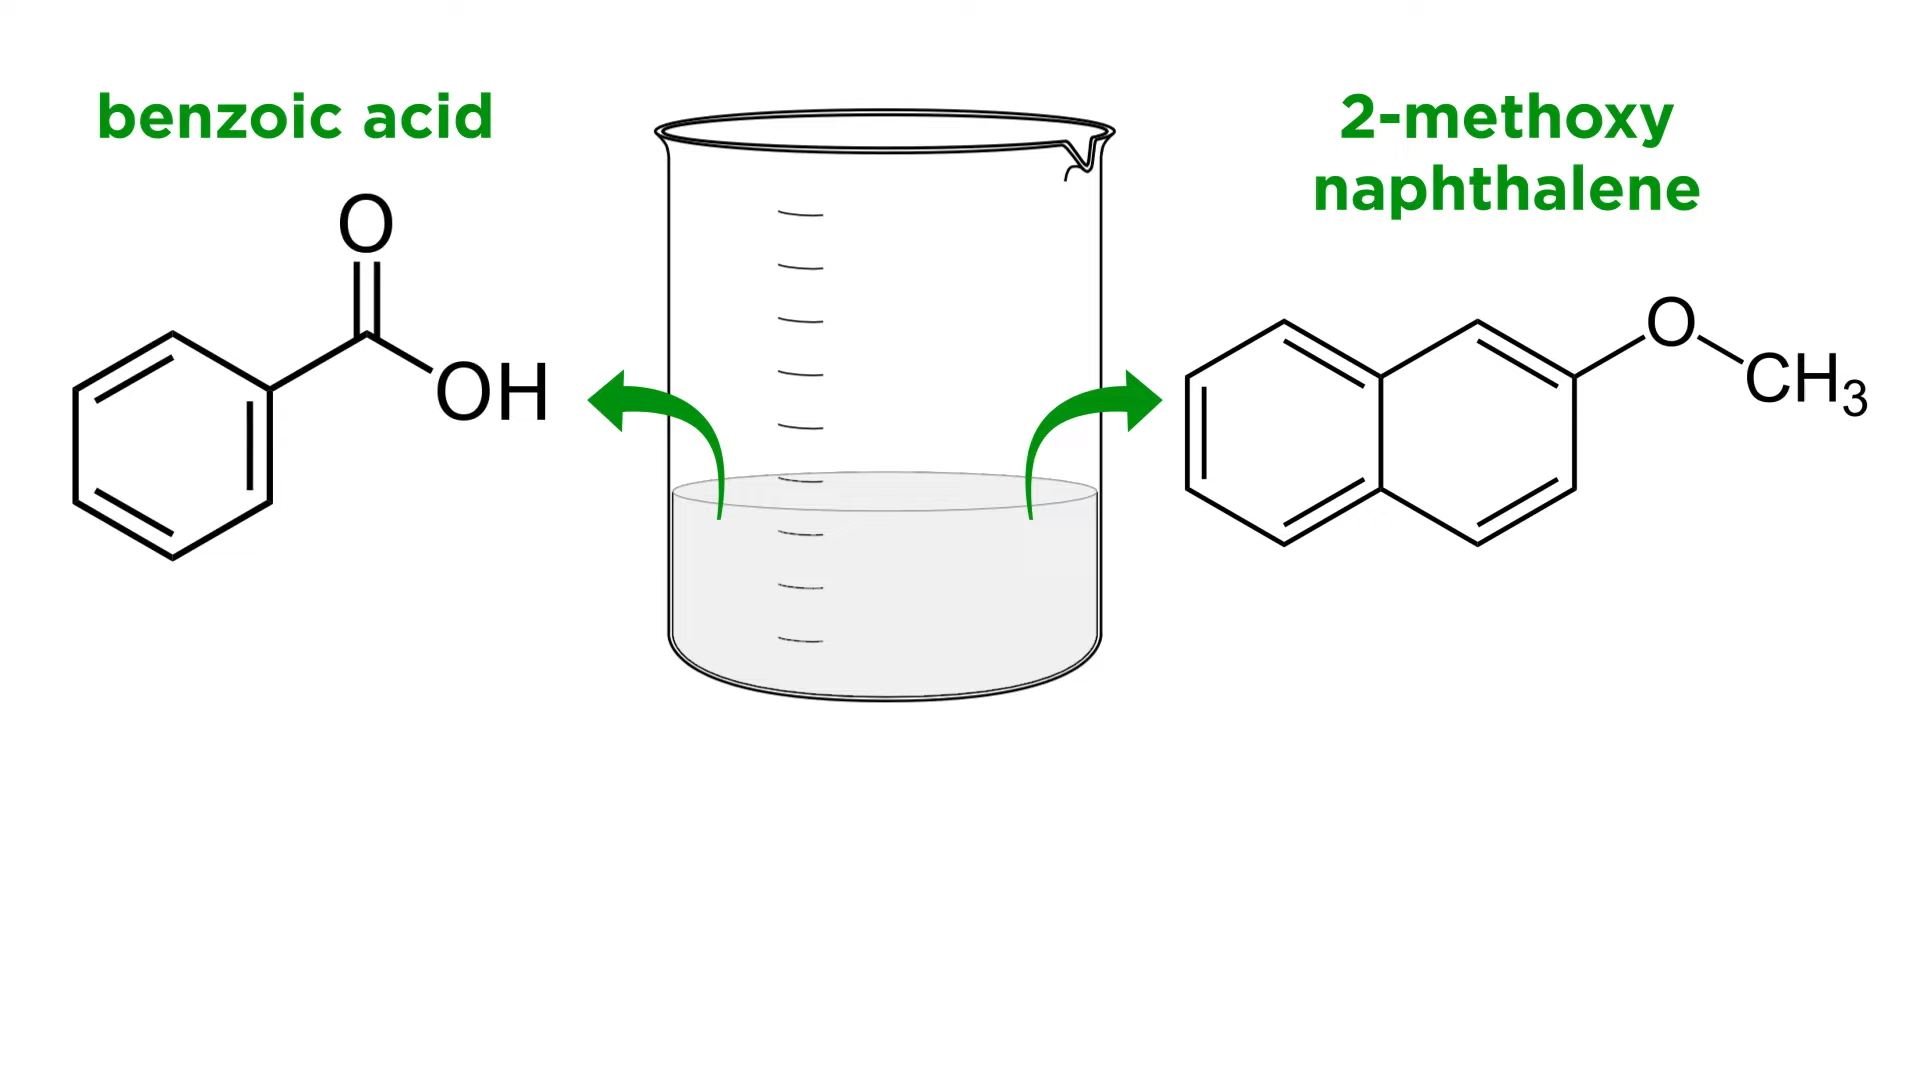 benzoic acid
O
OH
2-methoxy
naphthalene
O
CH₃